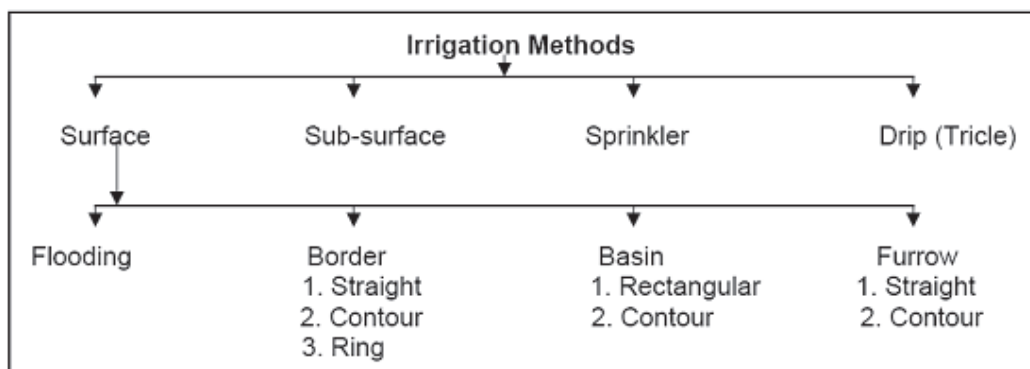 Irrigation Methods
Surface Sub-surface Sprinkler Drip (Tricle)
Flooding Border Basin Furrow
1. Straight 1. Rectangular 1. Straight
2. Contour 2. Contour 2. Contour
3. Ring